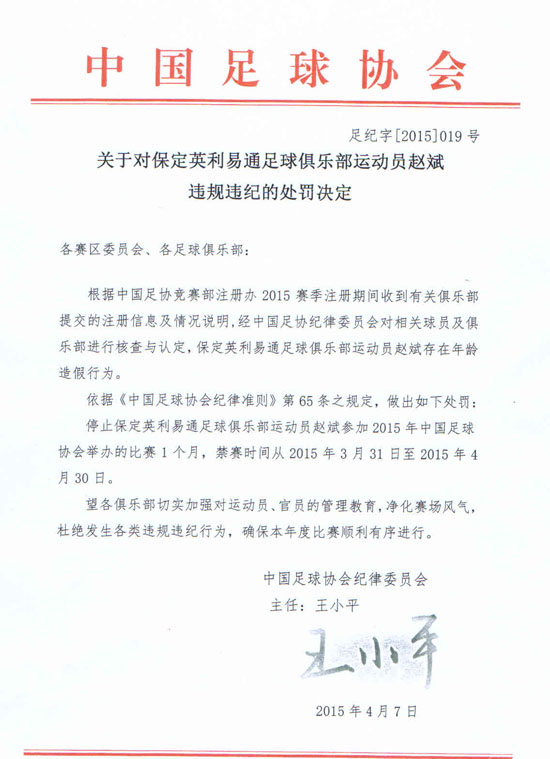 中国足球协会
足纪字[2015]019号
关于对保定英利易通足球俱乐部运动员赵斌
违规违纪的处罚决定
各赛区委员会、各足球俱乐部：
根据中国足协竞赛部注册办 2015 赛季注册期间收到有关俱乐部
提交的注册信息及情况说明,经中国足协纪律委员会对相关球员及俱
乐部进行核查与认定，保定英利易通足球俱乐部运动员赵斌存在年龄
造假行为。
依据《中国足球协会纪律准则》第 65 条之规定，做出如下处罚：
停止保定英利易通足球俱乐部运动员赵斌参加 2015 年中国足球
协会举办的比赛 1 个月，禁赛时间从 2015 年 3 月 31 日至 2015 年 4
月 30 日。
望各俱乐部切实加强对运动员、官员的管理教育,净化赛场风气，
杜绝发生各类违规违纪行为，确保本年度比赛顺利有序进行。
中国足球协会纪律委员会
主任：王小平
王小平
2015 年 4 月 7 日